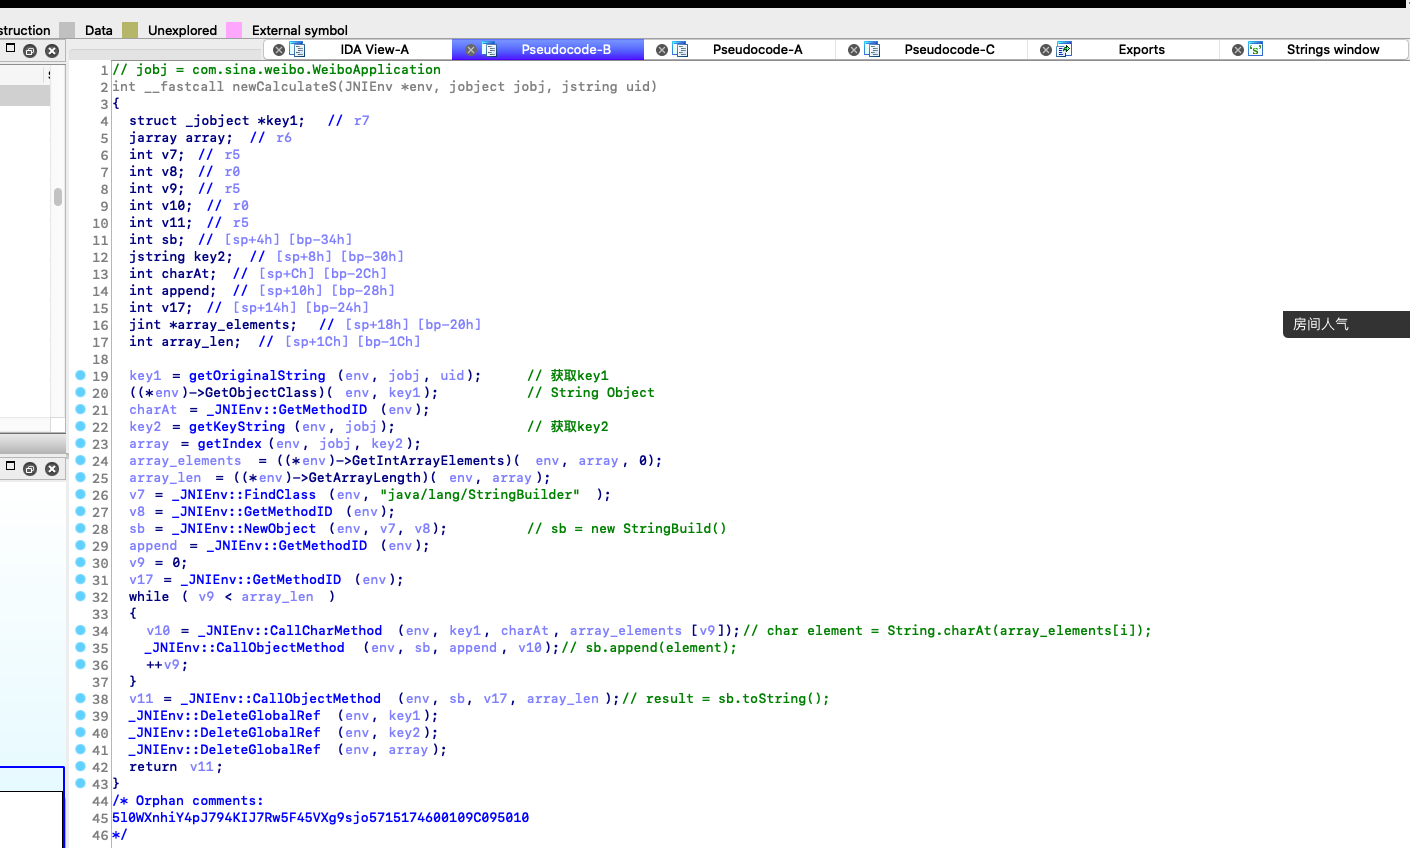 struction Data Unexplored External symbol
IDA View-A Pseudocode-B Pseudocode-A Pseudocode-C Exports Strings window
1 // jobj = com.sina.weibo.WeiboApplication
2 int __fastcall newCalculateS(JNIEnv *env, jobject jobj, jstring uid)
3 {
4 struct _jobject *key1; // r7
5 jarray array; // r6
6 int v7; // r5
7 int v8; // r0
8 int v9; // r5
9 int v10; // r0
10 int v11; // r5
11 int sb; // [sp+4h] [bp-34h]
12 jstring key2; // [sp+8h] [bp-30h]
13 int charAt; // [sp+Ch] [bp-2Ch]
14 int append; // [sp+10h] [bp-28h]
15 int v17; // [sp+14h] [bp-24h]
16 jint *array_elements; // [sp+18h] [bp-20h]
房间人气
17 int array_len; // [sp+1Ch] [bp-1Ch]
18
19 key1 = getOriginalString (env, jobj, uid); // 获取key1
20 ((*env)->GetObjectClass)( env, key1); // String Object
21 charAt = _JNIEnv::GetMethodID (env);
22 key2 = getKeyString (env, jobj); // 获取key2
23 array = getIndex (env, jobj, key2);
24 array_elements = ((*env)->GetIntArrayElements)( env, array, 0);
25 array_len = ((*env)->GetArrayLength)( env, array);
26 v7 = _JNIEnv::FindClass (env, "java/lang/StringBuilder" );
27 v8 = _JNIEnv::GetMethodID (env);
28 sb = _JNIEnv::NewObject (env, v7, v8); // sb = new StringBuild()
29 append = _JNIEnv::GetMethodID (env);
30 v9 = 0;
31 v17 = _JNIEnv::GetMethodID (env);
32 while ( v9 < array_len )
33 {
34 v10 = _JNIEnv::CallCharMethod (env, key1, charAt, array_elements [v9]);// char element = String.charAt(array_elements[i]);
35 _JNIEnv::CallObjectMethod (env, sb, append, v10);// sb.append(element);
36 ++v9;
37 }
38 v11 = _JNIEnv::CallObjectMethod (env, sb, v17, array_len );// result = sb.toString();
39 _JNIEnv::DeleteGlobalRef (env, key1);
40 _JNIEnv::DeleteGlobalRef (env, key2);
41 _JNIEnv::DeleteGlobalRef (env, array);
42 return v11;
43 }
44 /* Orphan comments:
45 5l0WXnhiY4pJ794KIJ7Rw5F45VXg9sjo5715174600109C095010
46 */